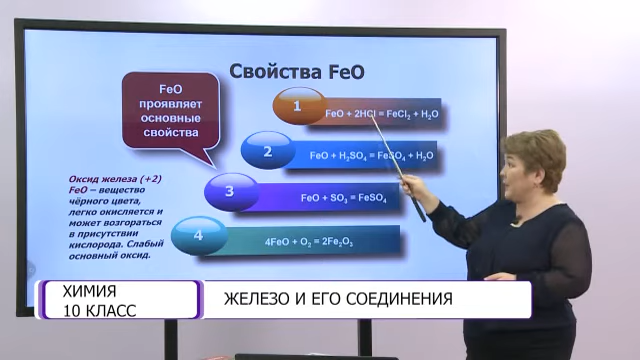 Свойства FeO
FeO
проявляет
основные
свойства
1
FeO + 2HCl = FeCl₂ + H₂O
2
FeO + H₂SO₄ = FeSO₄ + H₂O
3
FeO + SO₃ = FeSO₄
4
4FeO + O₂ = 2Fe₂O₃
Оксид железа (+2)
FeO – вещество
чёрного цвета,
легко окисляется и
может возгораться
в присутствии
кислорода. Слабый
основный оксид.
ХИМИЯ
10 КЛАСС
ЖЕЛЕЗО И ЕГО СОЕДИНЕНИЯ